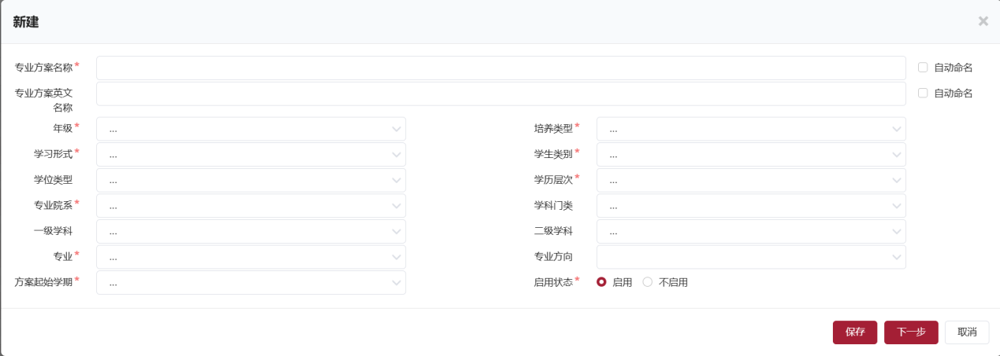 新建
专业方案名称* 自动命名
专业方案英文 自动命名
名称
年级* ... 培养类型* ...
学习形式* ... 学生类别* ...
学位类型 ... 学历层次* ...
专业院系* ... 学科门类 ...
一级学科 ... 二级学科 ...
专业* ... 专业方向
方案起始学期* ... 启用状态* 启用 不启用
保存 下一步 取消